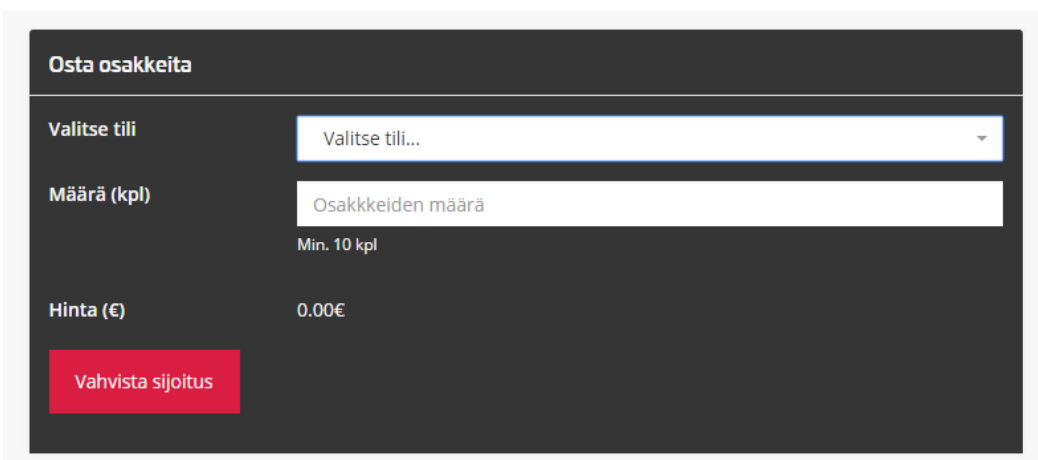 Osta osakkeita
Valitse tili
Valitse tili...
Määrä (kpl)
Osakkkeiden määrä
Min. 10 kpl
Hinta (€)
0.00€
Vahvista sijoitus